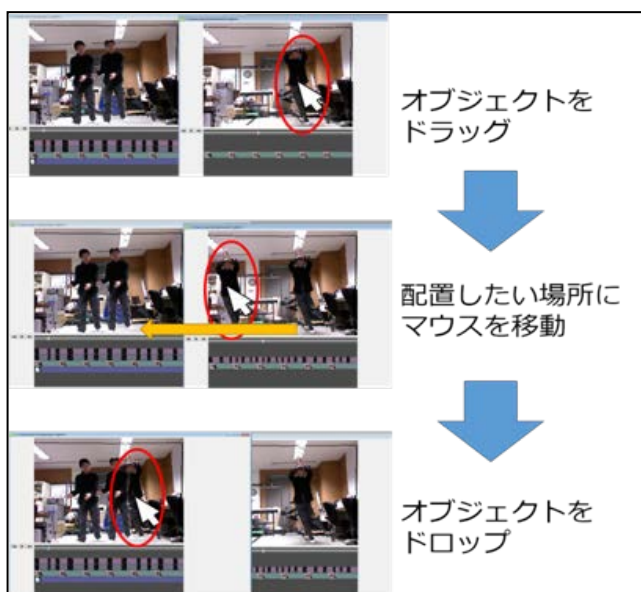 オブジェクトを
ドラッグ
配置したい場所に
マウスを移動
オブジェクトを
ドロップ